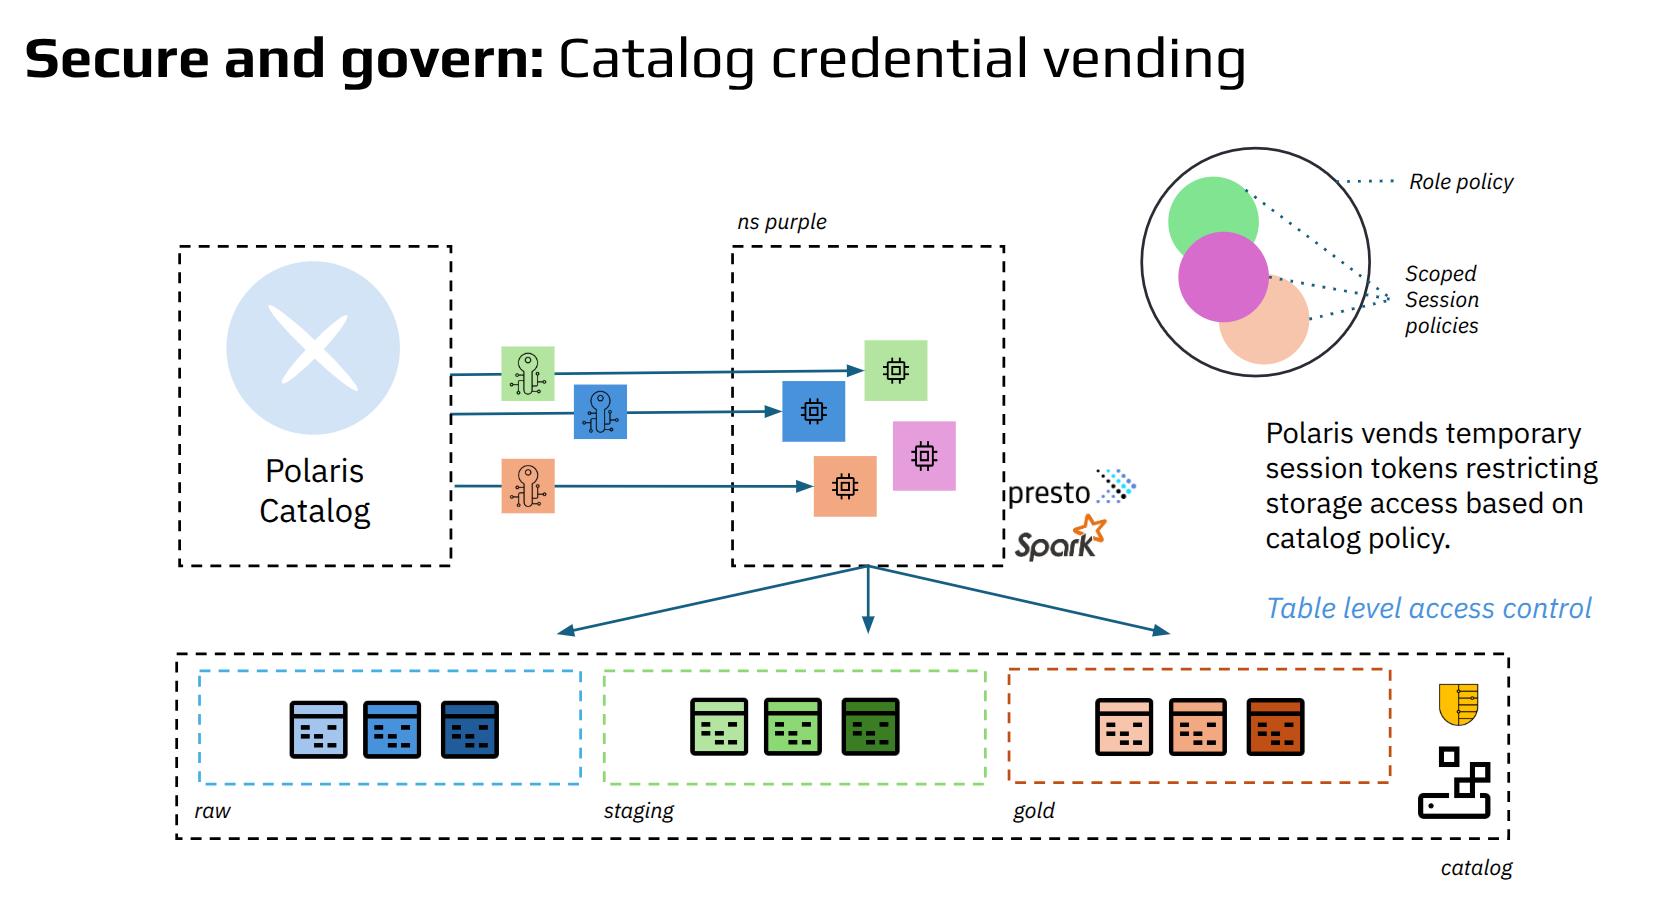 Secure and govern: Catalog credential vending
Role policy
ns purple
Scoped
Session
policies
Polaris
Catalog
presto
Spark
Polaris vends temporary
session tokens restricting
storage access based on
catalog policy.
Table level access control
raw
staging
gold
catalog